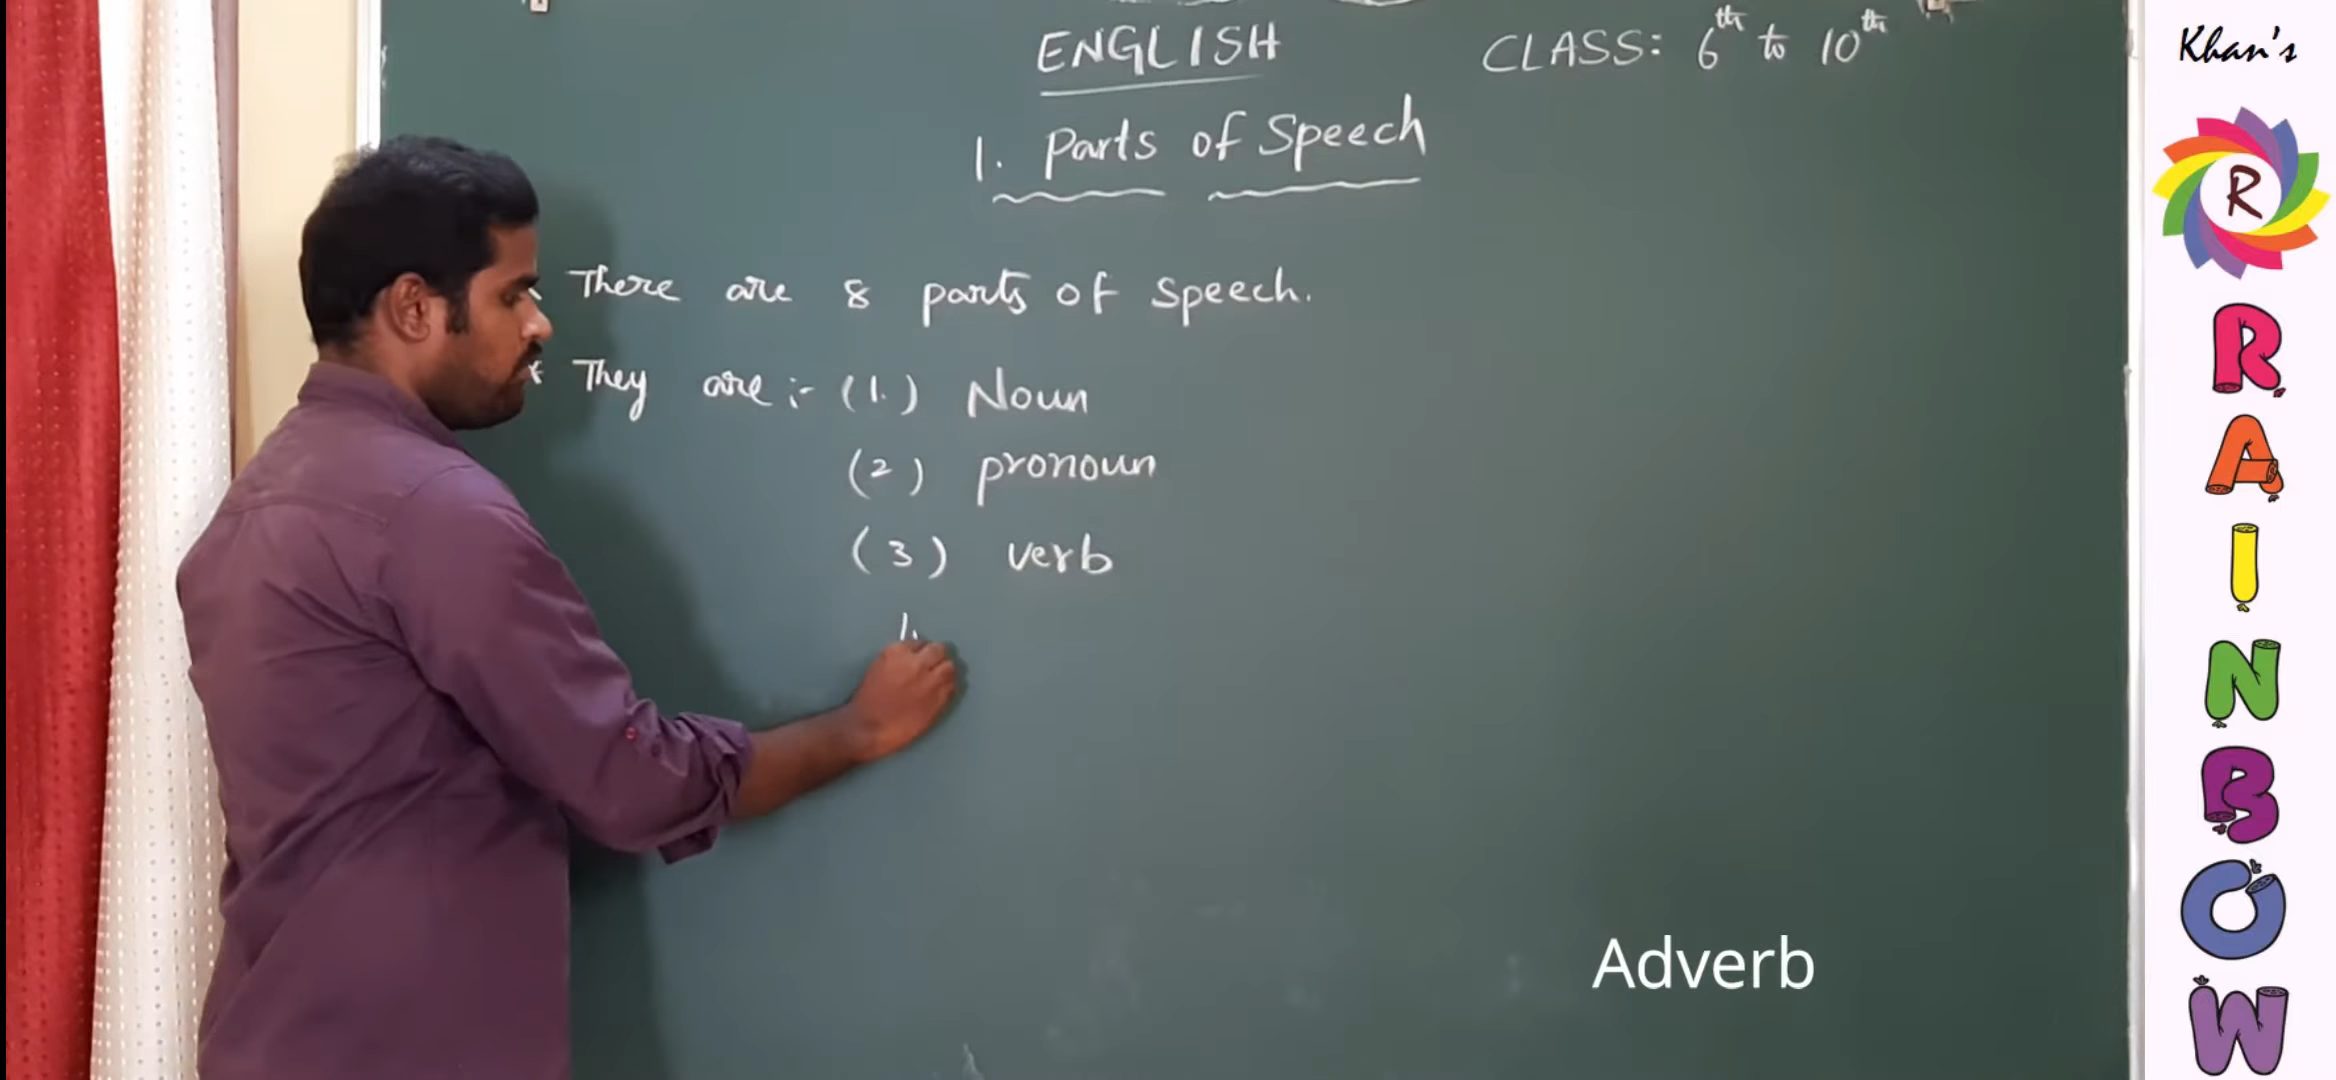 ENGLISH
CLASS: 6th to 10th
1. Parts of Speech
There are 8 parts of speech.
They are :- (1.) Noun
(2) pronoun
(3) verb
Adverb
Khan's
R
RAINBOW